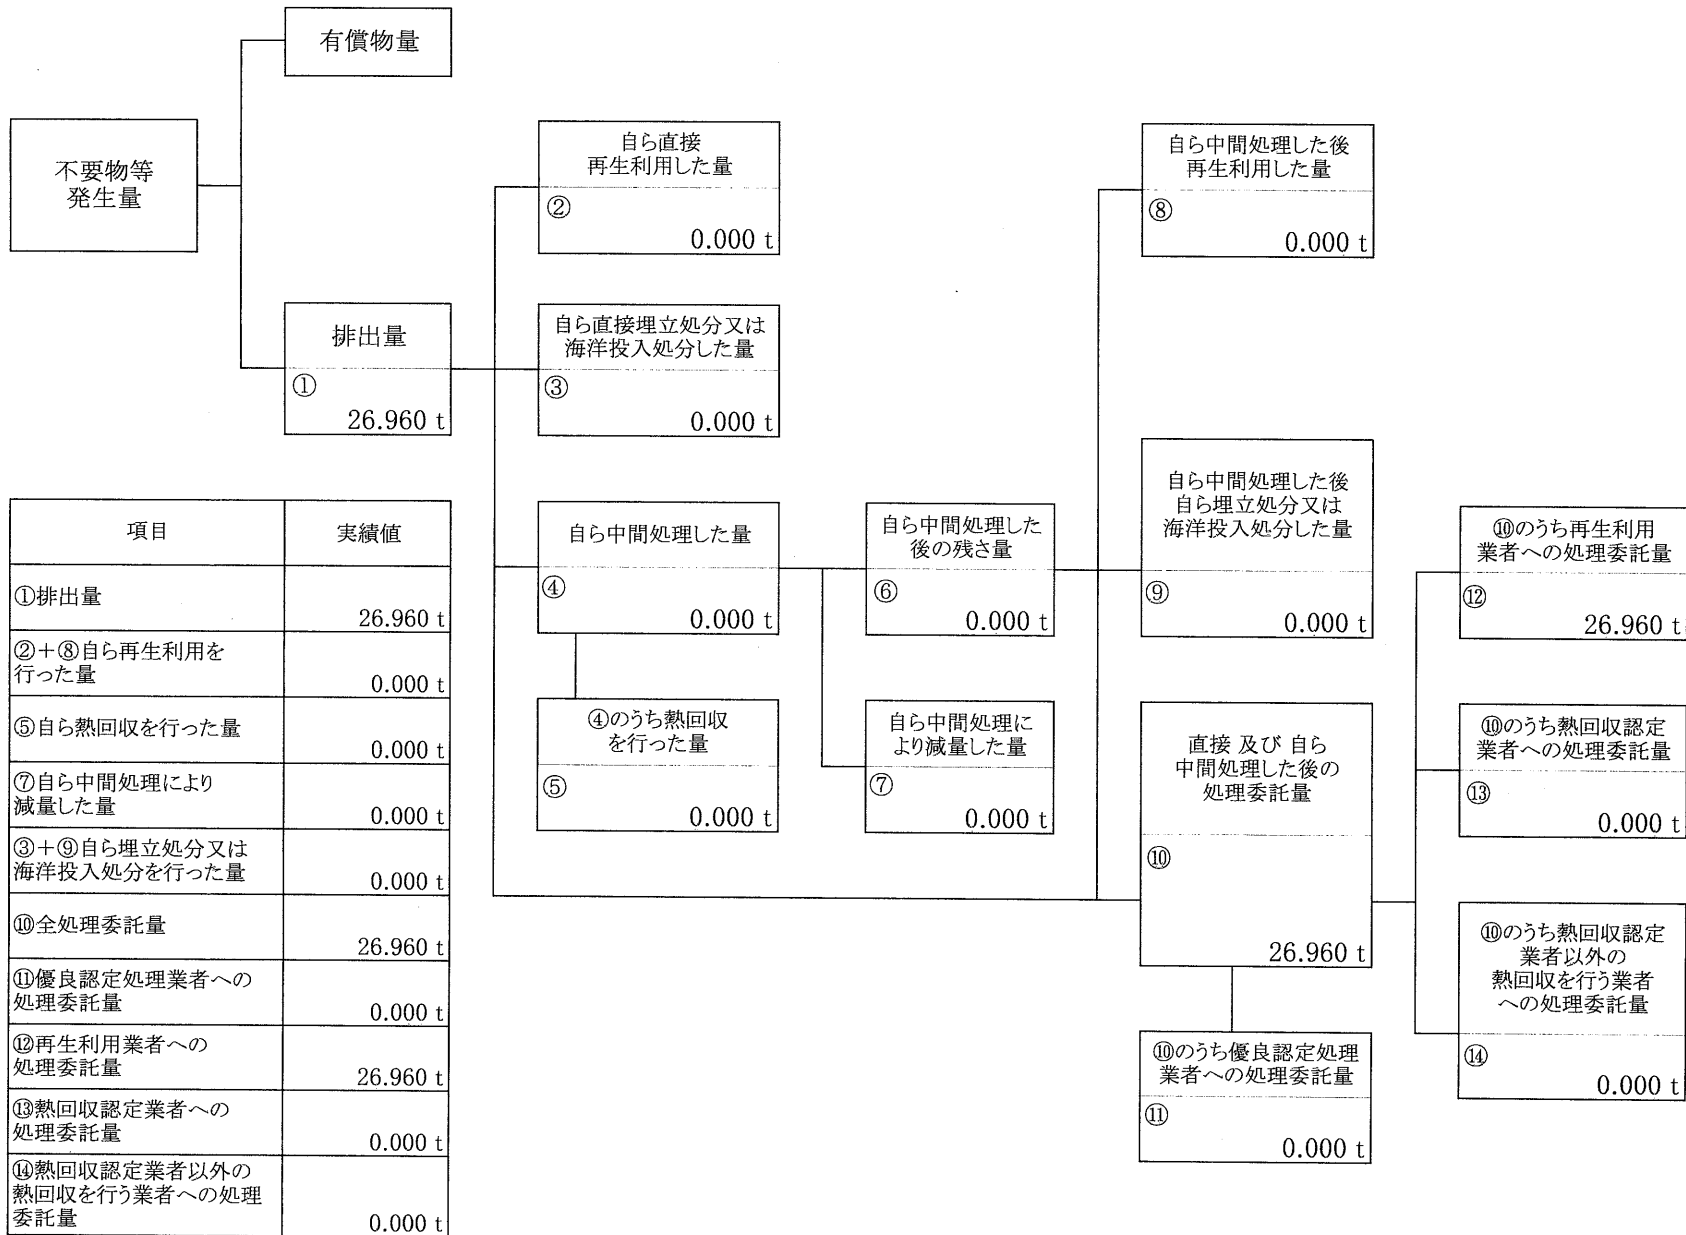 有償物量
不要物等
発生量
排出量
①
26.960 t
自ら直接
再生利用した量
②
0.000 t
自ら直接埋立処分又は
海洋投入処分した量
③
0.000 t
自ら中間処理した量
④
0.000 t
④のうち熱回収
を行った量
⑤
0.000 t
自ら中間処理した
後の残さ量
⑥
0.000 t
自ら中間処理に
より減量した量
⑦
0.000 t
自ら中間処理した後
再生利用した量
⑧
0.000 t
自ら中間処理した後
自ら埋立処分又は
海洋投入処分した量
⑨
0.000 t
直接 及び 自ら
中間処理した後の
処理委託量
⑩
26.960 t
⑩のうち優良認定処理
業者への処理委託量
⑪
0.000 t
⑩のうち再生利用
業者への処理委託量
⑫
26.960 t
⑩のうち熱回収認定
業者への処理委託量
⑬
0.000 t
⑩のうち熱回収認定
業者以外の
熱回収を行う業者
への処理委託量
⑭
0.000 t
項目 実績値
①排出量
26.960 t
②+⑧自ら再生利用を
行った量
0.000 t
⑤自ら熱回収を行った量
0.000 t
⑦自ら中間処理により
減量した量
0.000 t
③+⑨自ら埋立処分又は
海洋投入処分を行った量
0.000 t
⑩全処理委託量
26.960 t
⑪優良認定処理業者への
処理委託量
0.000 t
⑫再生利用業者への
処理委託量
26.960 t
⑬熱回収認定業者への
処理委託量
0.000 t
⑭熱回収認定業者以外の
熱回収を行う業者への処理
委託量
0.000 t